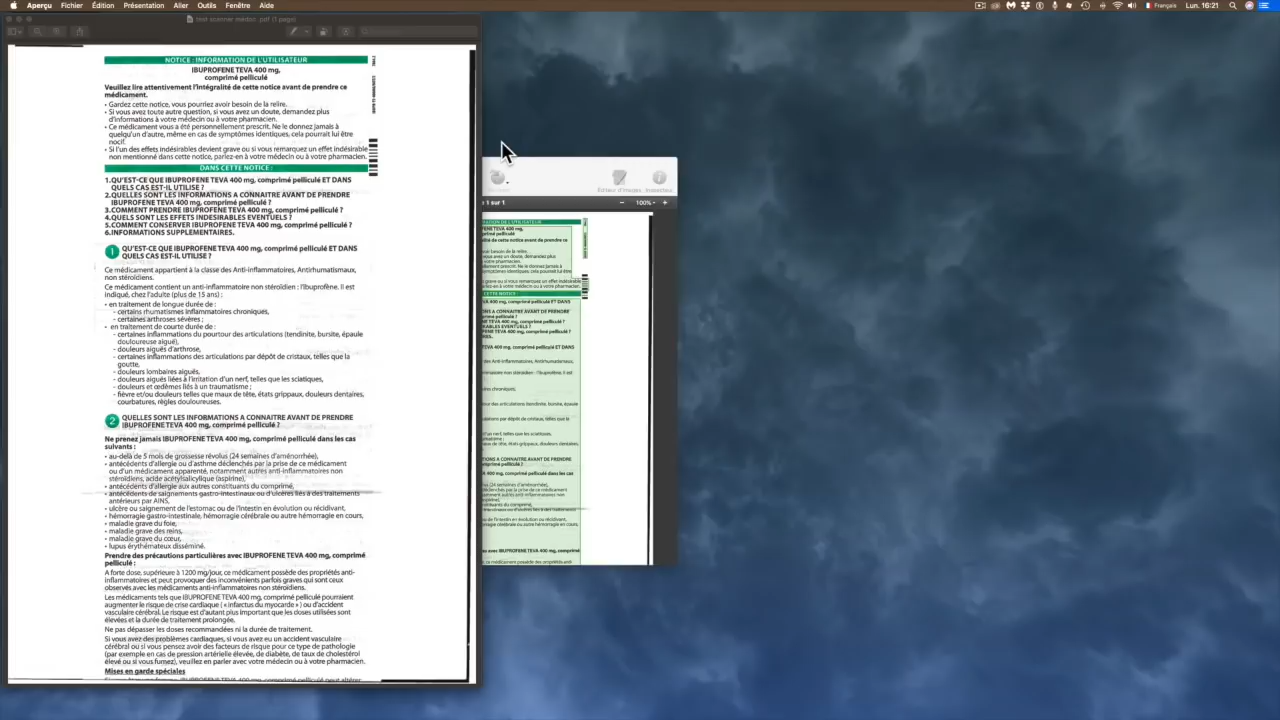 Aperçu Fichier Édition Présentation Aller Outils Fenêtre Aide
Français Lun. 16:21
test scanner médoc .pdf (1 page)
NOTICE : INFORMATION DE L'UTILISATEUR
IBUPROFENE TEVA 400 mg,
comprimé pelliculé
Veuillez lire attentivement l'intégralité de cette notice avant de prendre ce
médicament.
• Gardez cette notice, vous pourriez avoir besoin de la relire.
• Si vous avez toute autre question, si vous avez un doute, demandez plus
d'informations à votre médecin ou à votre pharmacien.
• Ce médicament vous a été personnellement prescrit. Ne le donnez jamais à
quelqu'un d'autre, même en cas de symptômes identiques, cela pourrait lui être
nocif.
• Si l'un des effets indésirables devient grave ou si vous remarquez un effet indésirable
non mentionné dans cette notice, parlez-en à votre médecin ou à votre pharmacien.
DANS CETTE NOTICE :
1.QU'EST-CE QUE IBUPROFENE TEVA 400 mg, comprimé pelliculé ET DANS
QUELS CAS EST-IL UTILISE ?
2.QUELLES SONT LES INFORMATIONS A CONNAITRE AVANT DE PRENDRE
IBUPROFENE TEVA 400 mg, comprimé pelliculé ?
3.COMMENT PRENDRE IBUPROFENE TEVA 400 mg, comprimé pelliculé ?
4.QUELS SONT LES EFFETS INDESIRABLES EVENTUELS ?
5.COMMENT CONSERVER IBUPROFENE TEVA 400 mg, comprimé pelliculé ?
6.INFORMATIONS SUPPLEMENTAIRES.
1 QU'EST-CE QUE IBUPROFENE TEVA 400 mg, comprimé pelliculé ET DANS
QUELS CAS EST-IL UTILISE ?
Ce médicament appartient à la classe des Anti-inflammatoires, Antirhumatismaux,
non stéroïdiens.
Ce médicament contient un anti-inflammatoire non stéroïdien : l'ibuprofène. Il est
indiqué, chez l'adulte (plus de 15 ans) :
• en traitement de longue durée de :
- certains rhumatismes inflammatoires chroniques,
- certaines arthroses sévères ;
• en traitement de courte durée de :
- certaines inflammations du pourtour des articulations (tendinite, bursite, épaule
douloureuse aiguë),
- douleurs aiguës d'arthrose,
- certaines inflammations des articulations par dépôt de cristaux, telles que la
goutte,
- douleurs lombaires aiguës,
- douleurs aiguës liées à l'irritation d'un nerf, telles que les sciatiques,
- douleurs et œdèmes liés à un traumatisme ;
- fièvre et/ou douleurs telles que maux de tête, états grippaux, douleurs dentaires,
courbatures, règles douloureuses.
2 QUELLES SONT LES INFORMATIONS A CONNAITRE AVANT DE PRENDRE
IBUPROFENE TEVA 400 mg, comprimé pelliculé ?
Ne prenez jamais IBUPROFENE TEVA 400 mg, comprimé pelliculé dans les cas
suivants :
• au-delà de 5 mois de grossesse révolus (24 semaines d'aménorrhée),
• antécédents d'allergie ou d'asthme déclenchés par la prise de ce médicament
ou d'un médicament apparenté, notamment autres anti-inflammatoires non
stéroïdiens, acide acétylsalicylique (aspirine),
• antécédents d'allergie aux autres constituants du comprimé,
• antécédents de saignements gastro-intestinaux ou d'ulcères liés à des traitements
antérieurs par AINS,
• ulcère ou saignement de l'estomac ou de l'intestin en évolution ou récidivant,
• hémorragie gastro-intestinale, hémorragie cérébrale ou autre hémorragie en cours,
• maladie grave du foie,
• maladie grave des reins,
• maladie grave du cœur,
• lupus érythémateux disséminé.
Prendre des précautions particulières avec IBUPROFENE TEVA 400 mg, comprimé
pelliculé :
A forte dose, supérieure à 1200 mg/jour, ce médicament possède des propriétés anti-
inflammatoires et peut provoquer des inconvénients parfois graves qui sont ceux
observés avec les médicaments anti-inflammatoires non stéroïdiens.
Les médicaments tels que IBUPROFENE TEVA 400 mg, comprimé pelliculé pourraient
augmenter le risque de crise cardiaque (« infarctus du myocarde ») ou d'accident
vasculaire cérébral. Le risque est d'autant plus important que les doses utilisées sont
élevées et la durée de traitement prolongée.
Ne pas dépasser les doses recommandées ni la durée de traitement.
Si vous avez des problèmes cardiaques, si vous avez eu un accident vasculaire
cérébral ou si vous pensez avoir des facteurs de risque pour ce type de pathologie
(par exemple en cas de pression artérielle élevée, de diabète, de taux de cholestérol
élevé ou si vous fumez), veuillez en parler avec votre médecin ou à votre pharmacien.
Mises en garde spéciales
Éditeur d'images Inspecteur
1 sur 1 100%